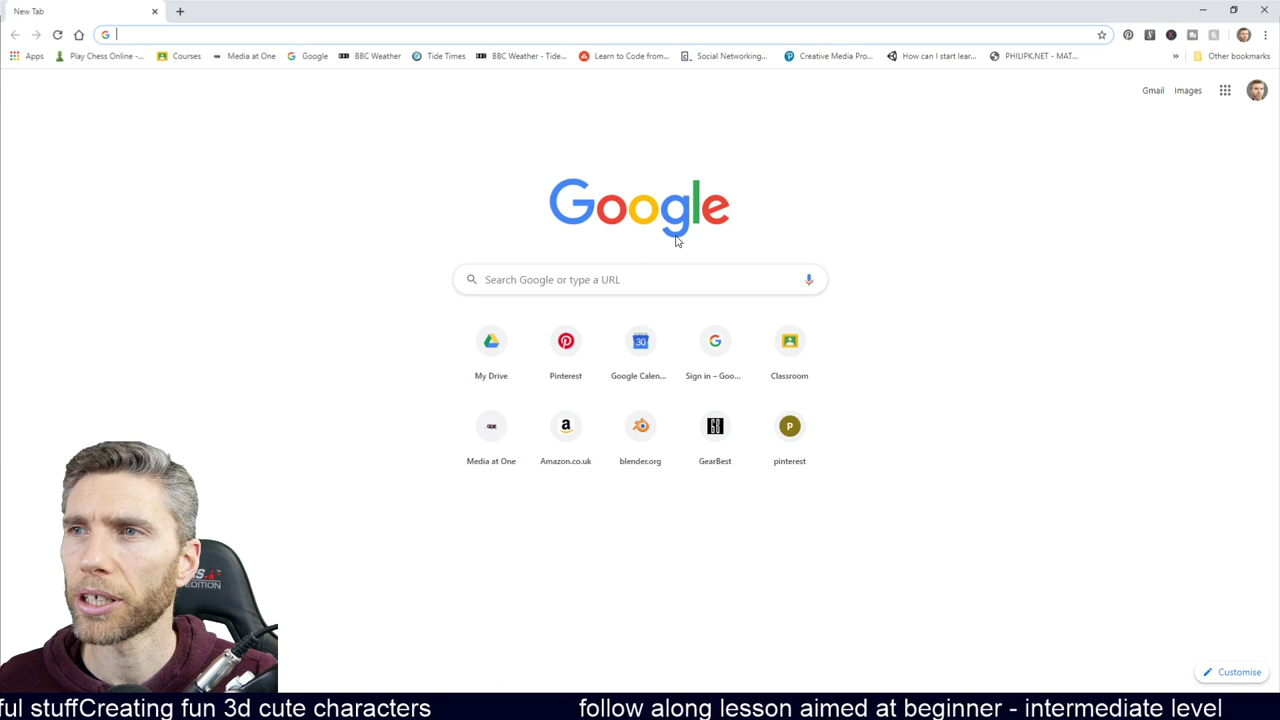 New Tab
Apps Play Chess Online -... Courses Media at One Google BBC Weather Tide Times BBC Weather - Tide... Learn to Code from... Social Networking... Creative Media Pro... How can I start lear... PHILIPK.NET - MAT... » Other bookmarks
Gmail Images
Google
Search Google or type a URL
30
My Drive Pinterest Google Calen... Sign in – Goo... Classroom
P
Media at One Amazon.co.uk blender.org GearBest pinterest
EDITION
Customise
ful stuffCreating fun 3d cute characters follow along lesson aimed at beginner - intermediate level